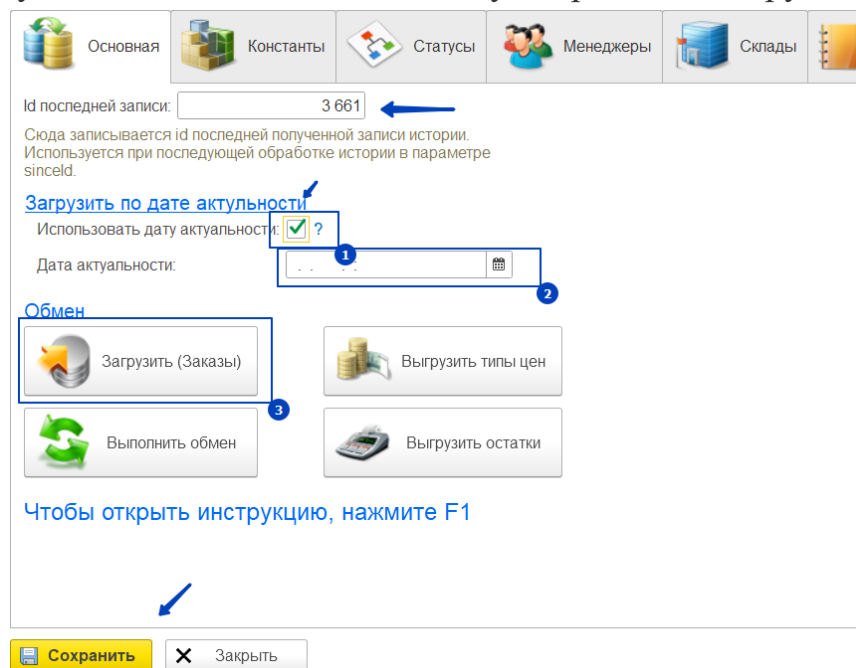 Основная
Константы
Статусы
Менеджеры
Склады
Id последней записи: 3 661
Сюда записывается id последней полученной записи истории.
Используется при последующей обработке истории в параметре
sinceId.
Загрузить по дате актульности
Использовать дату актуальности: ?
1
Дата актуальности: . . : :
2
Обмен
Загрузить (Заказы)
Выгрузить типы цен
3
Выполнить обмен
Выгрузить остатки
Чтобы открыть инструкцию, нажмите F1
Сохранить
Закрыть